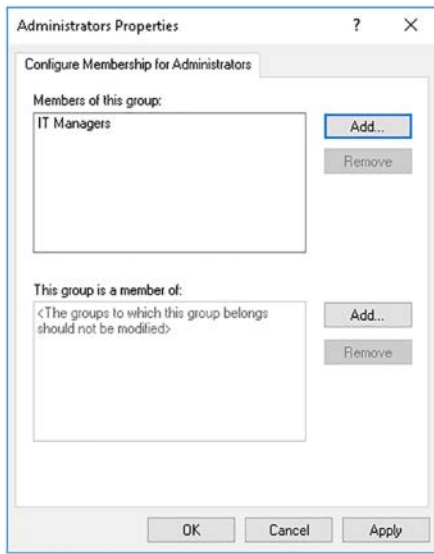 Administrators Properties ? ×
Configure Membership for Administrators
Members of this group:
IT Managers
Add...
Remove
This group is a member of:
<The groups to which this group belongs
should not be modified>
Add...
Remove
OK Cancel Apply